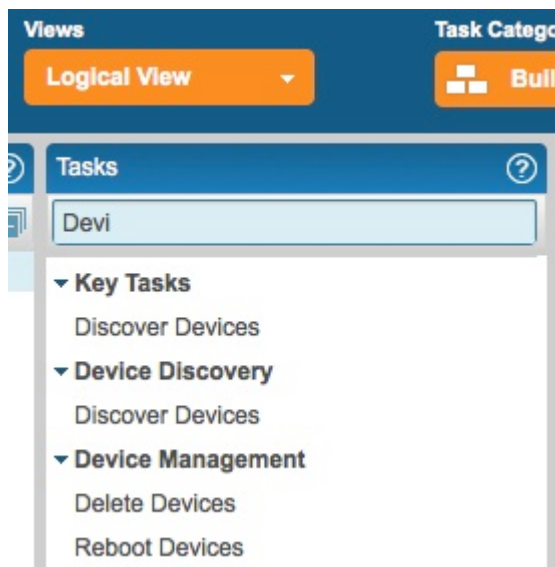 Views
Task Catego
Logical View
Buil
Tasks
Devi
Key Tasks
Discover Devices
Device Discovery
Discover Devices
Device Management
Delete Devices
Reboot Devices